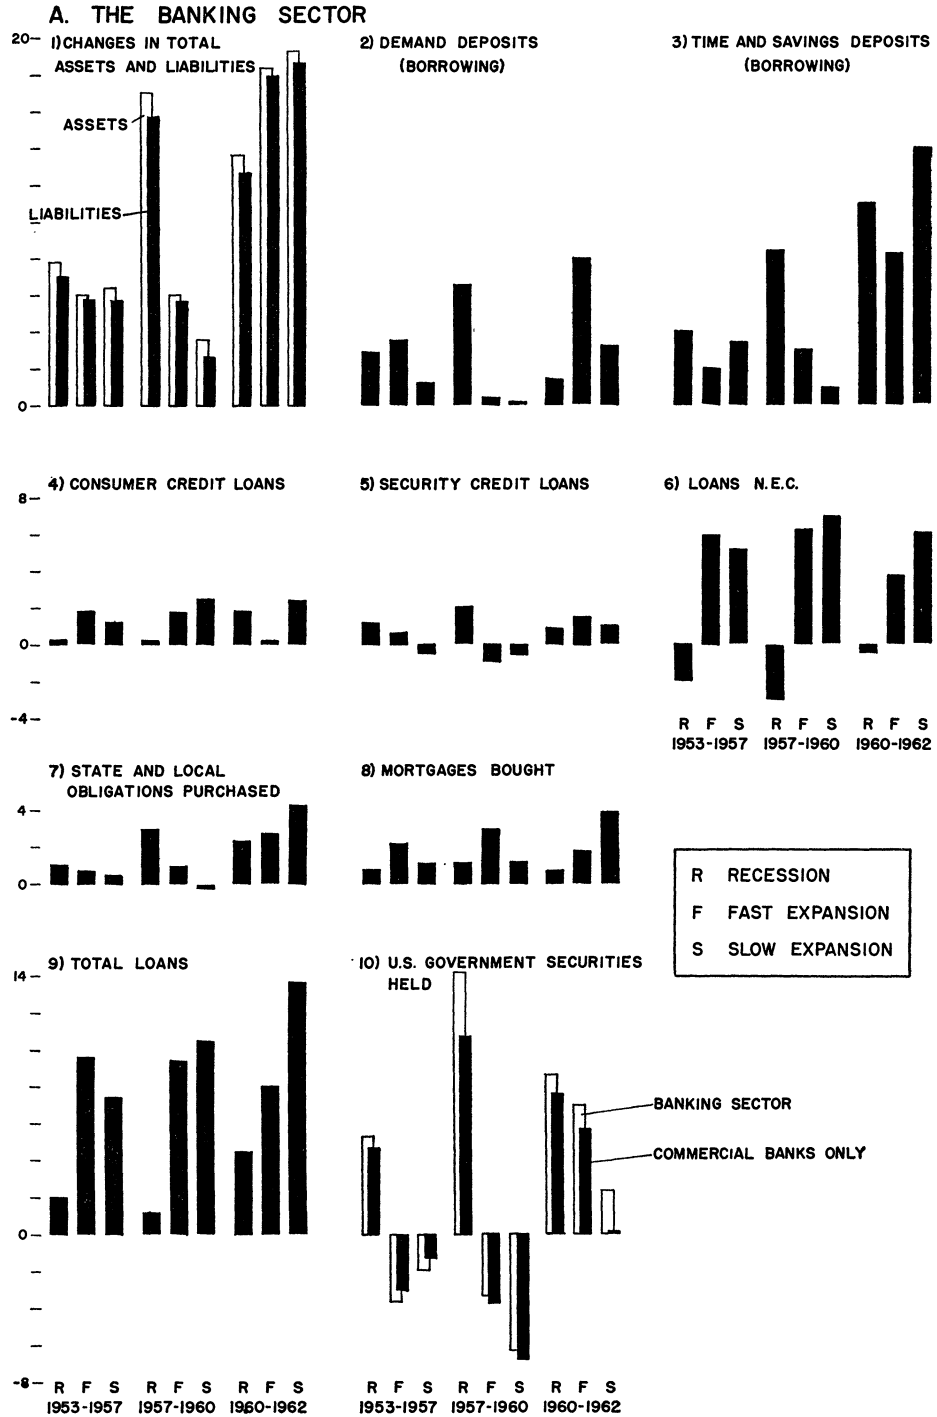 A. THE BANKING SECTOR
20
1) CHANGES IN TOTAL
ASSETS AND LIABILITIES
ASSETS
LIABILITIES
0
2) DEMAND DEPOSITS
(BORROWING)
3) TIME AND SAVINGS DEPOSITS
(BORROWING)
8
4) CONSUMER CREDIT LOANS
0
-4
5) SECURITY CREDIT LOANS
6) LOANS N.E.C.
R F S R F S R F S
1953-1957 1957-1960 1960-1962
7) STATE AND LOCAL
OBLIGATIONS PURCHASED
4
0
8) MORTGAGES BOUGHT
R RECESSION
F FAST EXPANSION
S SLOW EXPANSION
9) TOTAL LOANS
14
0
-8
R F S R F S R F S
1953-1957 1957-1960 1960-1962
10) U.S. GOVERNMENT SECURITIES
HELD
BANKING SECTOR
COMMERCIAL BANKS ONLY
R F S R F S R F S
1953-1957 1957-1960 1960-1962